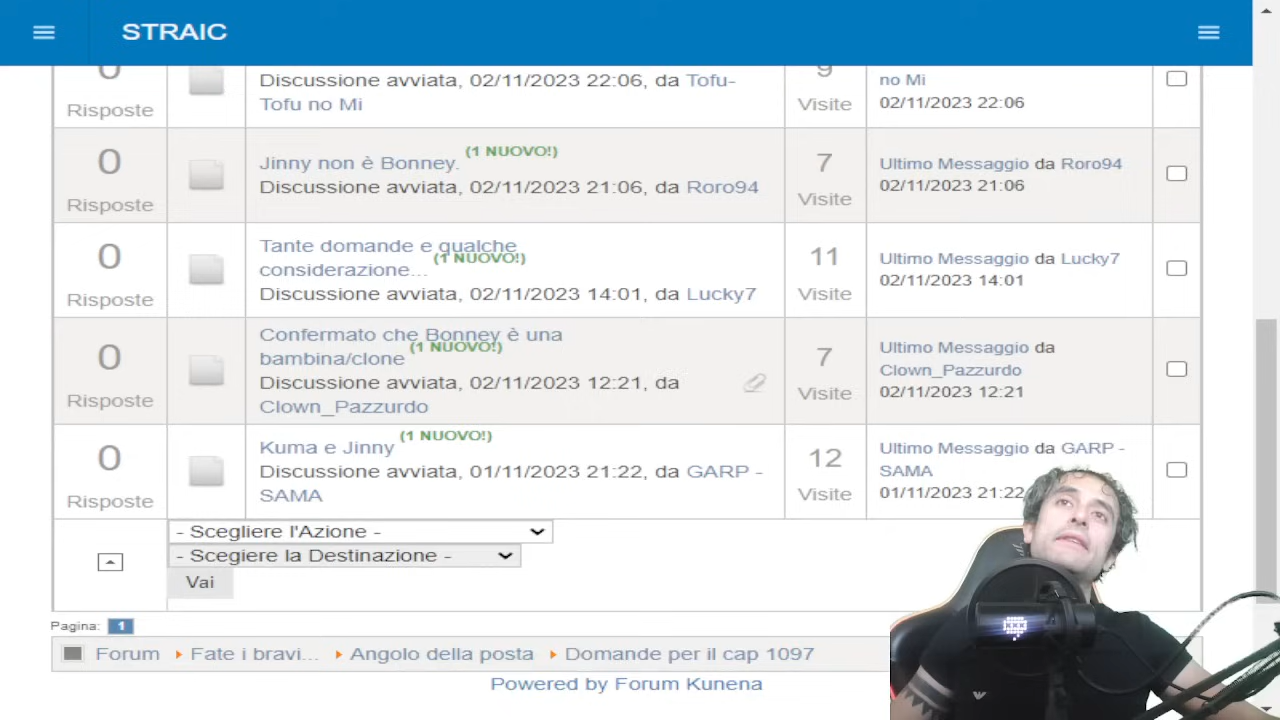 STRAIC
0
Risposte
Discussione avviata, 02/11/2023 22:06, da Tofu-
Tofu no Mi
9
Visite
no Mi
02/11/2023 22:06
0
Risposte
Jinny non è Bonney. (1 NUOVO!)
Discussione avviata, 02/11/2023 21:06, da Roro94
7
Visite
Ultimo Messaggio da Roro94
02/11/2023 21:06
0
Risposte
Tante domande e qualche
considerazione... (1 NUOVO!)
Discussione avviata, 02/11/2023 14:01, da Lucky7
11
Visite
Ultimo Messaggio da Lucky7
02/11/2023 14:01
0
Risposte
Confermato che Bonney è una
bambina/clone (1 NUOVO!)
Discussione avviata, 02/11/2023 12:21, da
Clown_Pazzurdo
7
Visite
Ultimo Messaggio da
Clown_Pazzurdo
02/11/2023 12:21
0
Risposte
Kuma e Jinny (1 NUOVO!)
Discussione avviata, 01/11/2023 21:22, da GARP -
SAMA
12
Visite
Ultimo Messaggio da GARP -
SAMA
01/11/2023 21:22
- Scegliere l'Azione -
- Scegiere la Destinazione -
Vai
Pagina: 1
Forum Fate i bravi... Angolo della posta Domande per il cap 1097
Powered by Forum Kunena